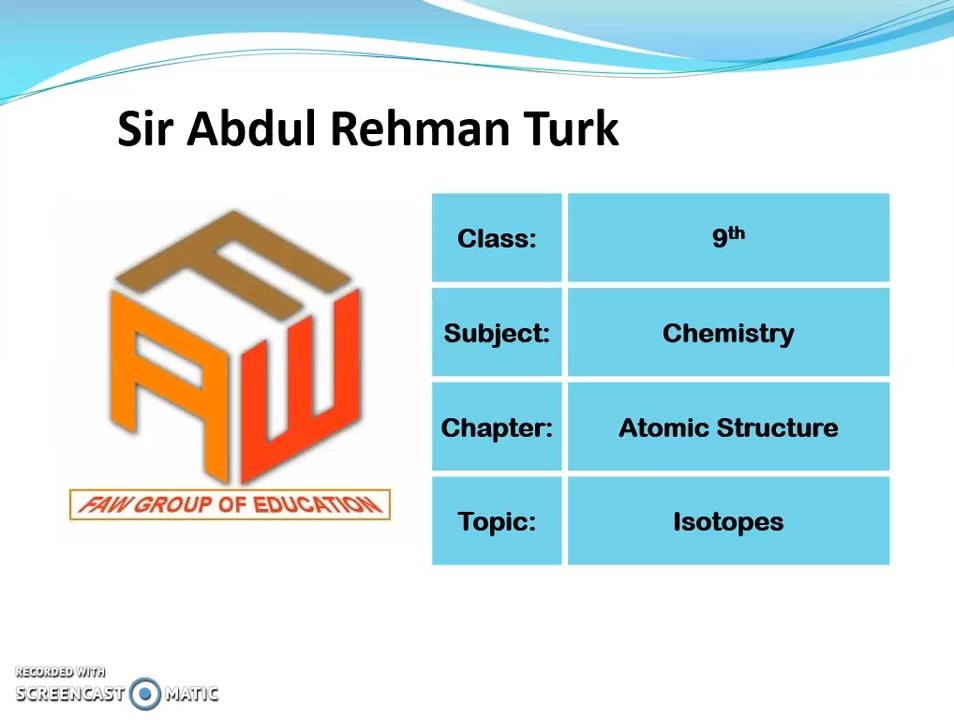 Sir Abdul Rehman Turk
FAW
FAW GROUP OF EDUCATION
Class: 9th
Subject: Chemistry
Chapter: Atomic Structure
Topic: Isotopes
RECORDED WITH
SCREENCAST MATIC